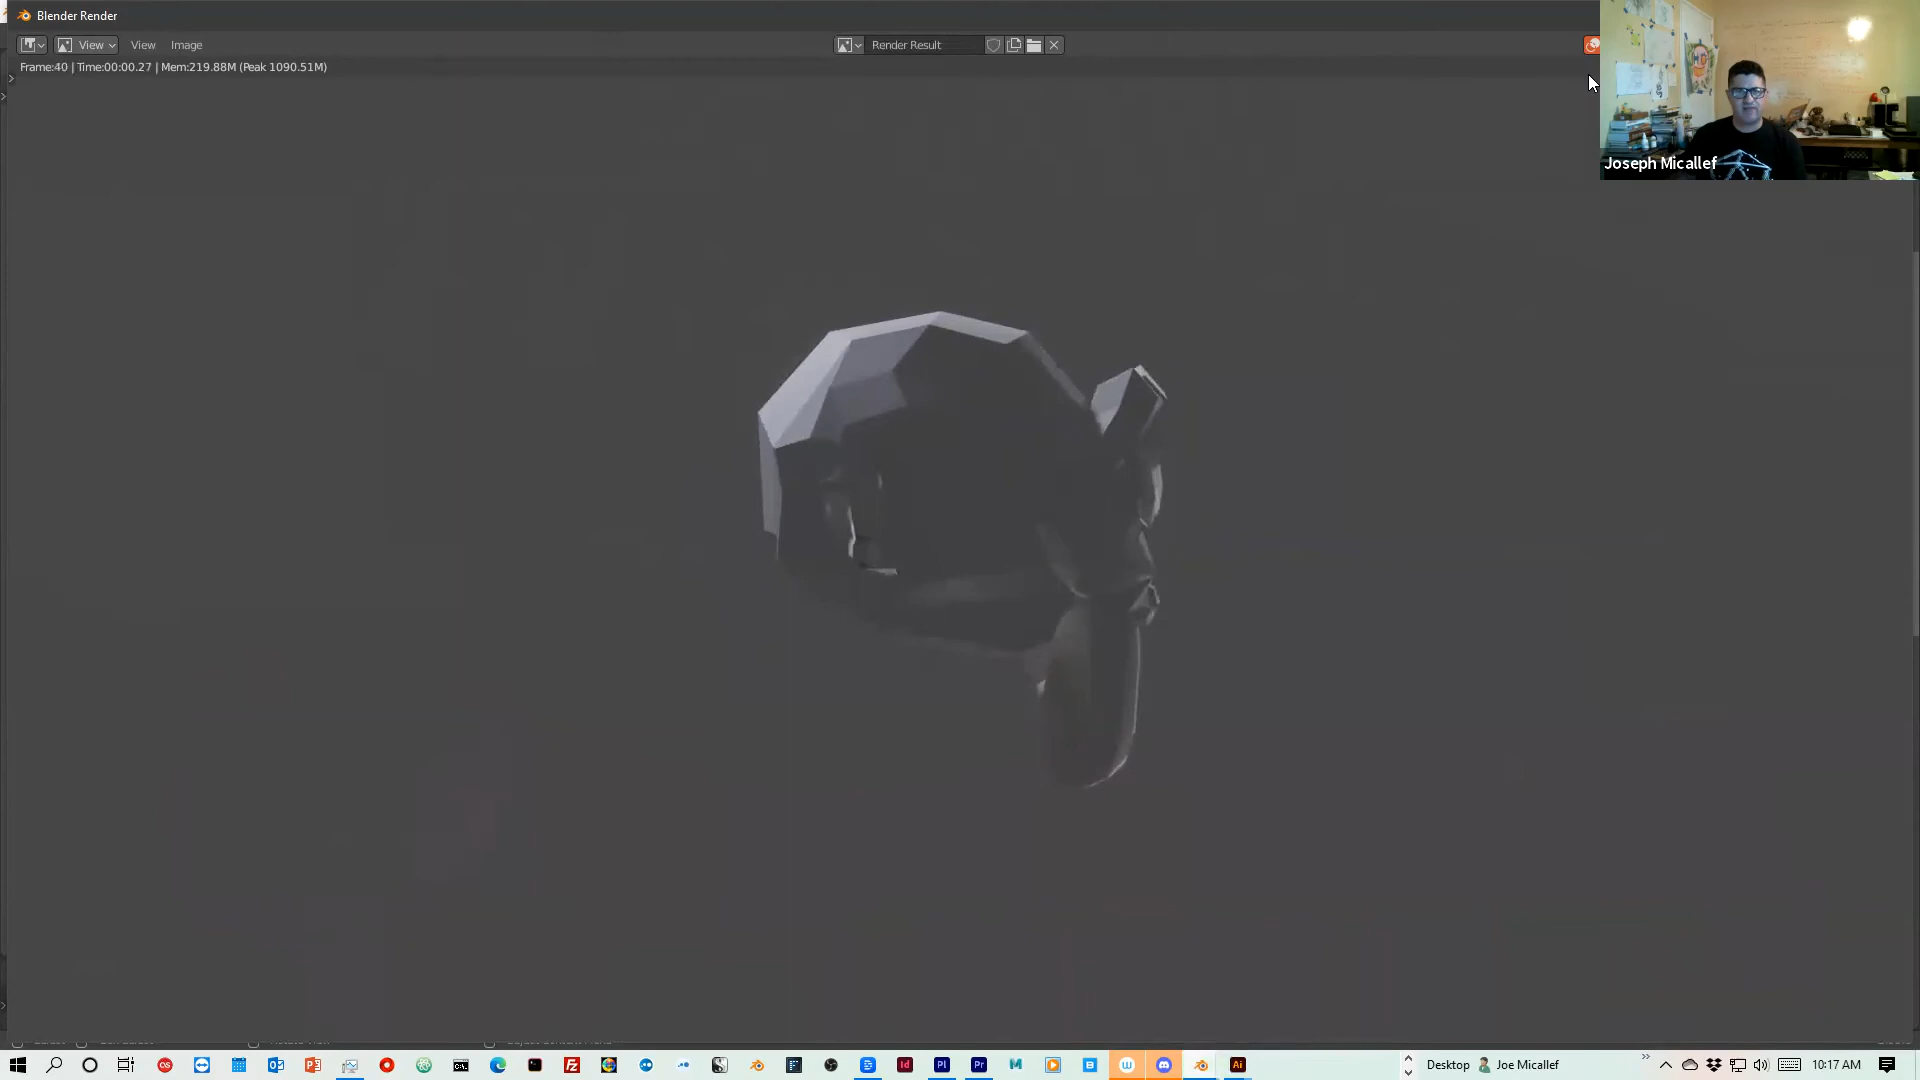 Blender Render
View View Image Render Result
Frame:40 | Time:00:00.27 | Mem:219.88M (Peak 1090.51M)
Joseph Micallef
Desktop Joe Micallef 10:17 AM